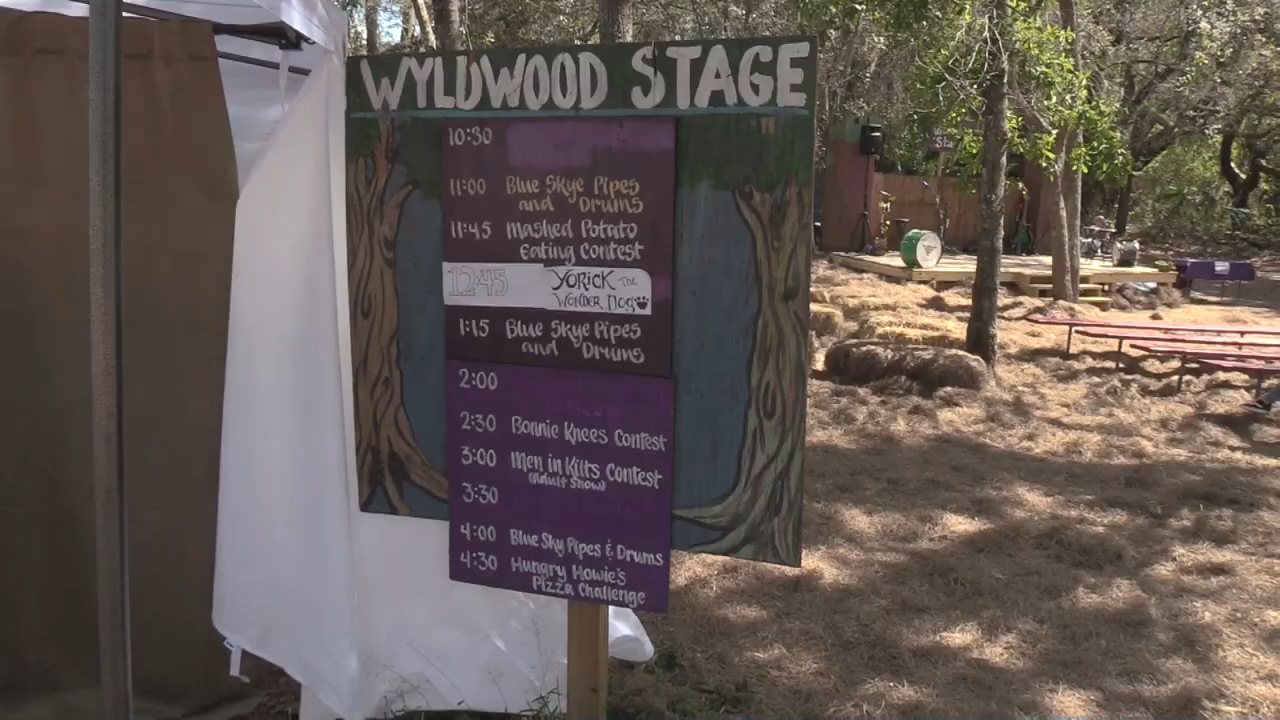 WYLDWOOD STAGE
10:30
11:00 Blue Skye Pipes
and Drums
11:45 Mashed Potato
Eating Contest
12:45 YORICK The
WONDER DOG
1:15 Blue Skye Pipes
and Drums
2:00
2:30 Bonnie Knees Contest
3:00 Men in Kilts Contest
(Adult Show)
3:30
4:00 Blue Sky Pipes & Drums
4:30 Hungry Howie's
Pizza Challenge